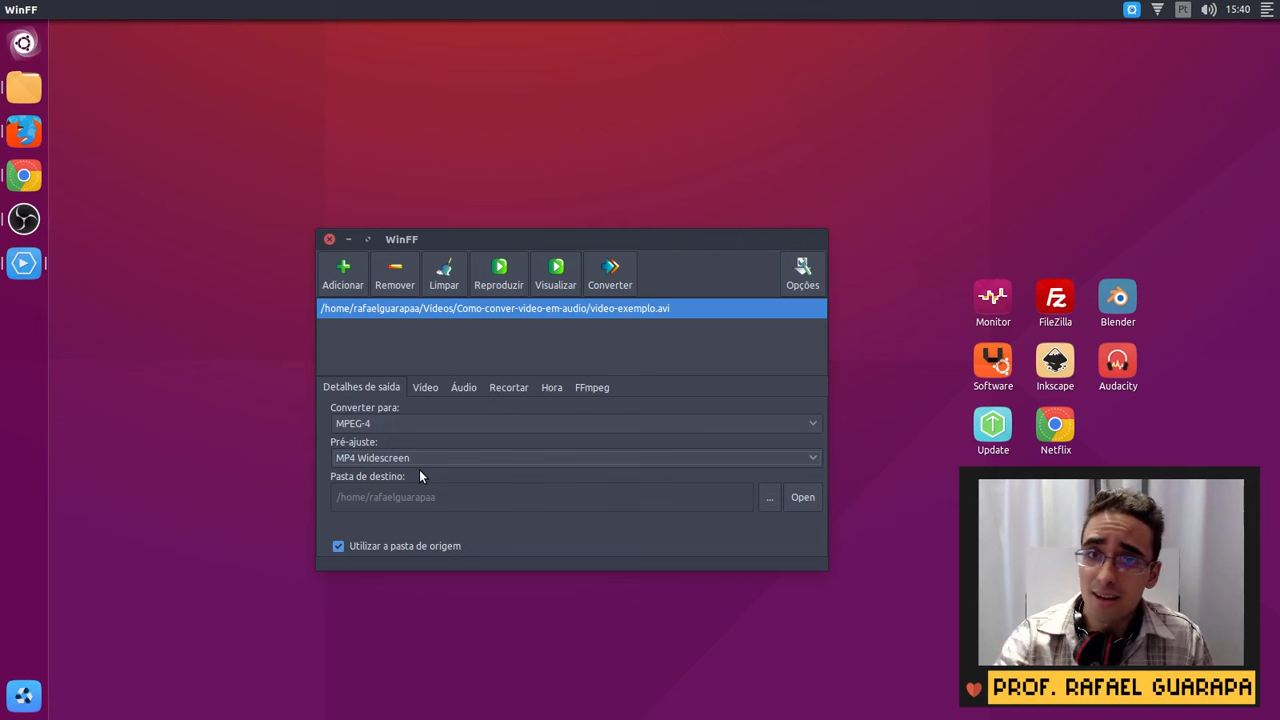 WinFF
Pt
15:40
WinFF
Adicionar
Remover
Limpar
Reproduzir
Visualizar
Converter
Opções
/home/rafaelguarapaa/Vídeos/Como-conver-video-em-audio/video-exemplo.avi
Detalhes de saída
Vídeo
Áudio
Recortar
Hora
FFmpeg
Converter para:
MPEG-4
Pré-ajuste:
MP4 Widescreen
Pasta de destino:
/home/rafaelguarapaa
...
Open
Utilizar a pasta de origem
Monitor
FileZilla
Blender
Software
Inkscape
Audacity
Update
Netflix
PROF. RAFAEL GUARAPA